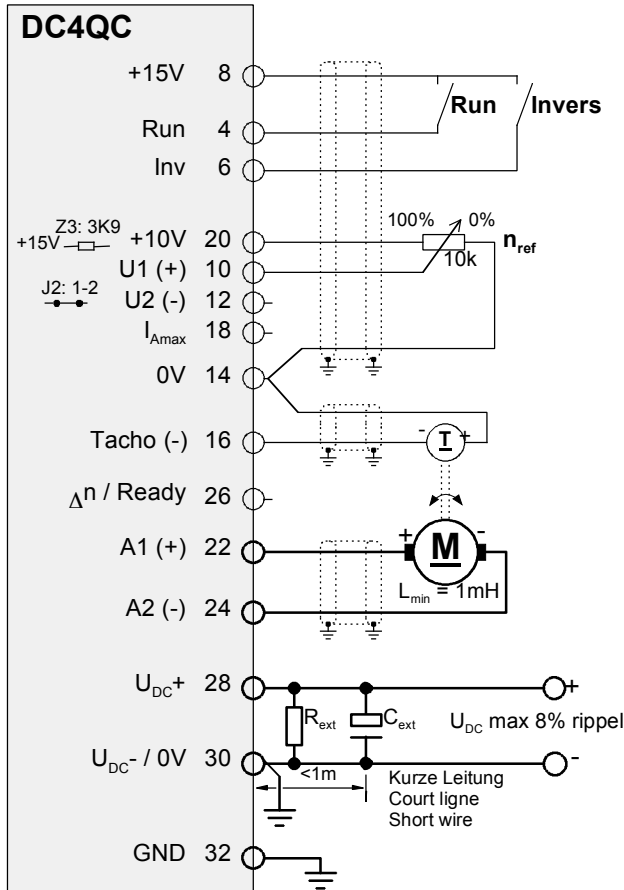 DC4QC
+15V 8
Run Invers
Run 4
Inv 6
Z3: 3K9
100% 0%
+15V +10V 20 n_ref
10k
U1 (+) 10
J2: 1-2
U2 (-) 12
I_Amax 18
0V 14
Tacho (-) 16 - T +
Δn / Ready 26
A1 (+) 22 + M -
L_min = 1mH
A2 (-) 24
U_DC+ 28 +
R_ext C_ext U_DC max 8% rippel
U_DC- / 0V 30 -
<1m
Kurze Leitung
Court ligne
Short wire
GND 32